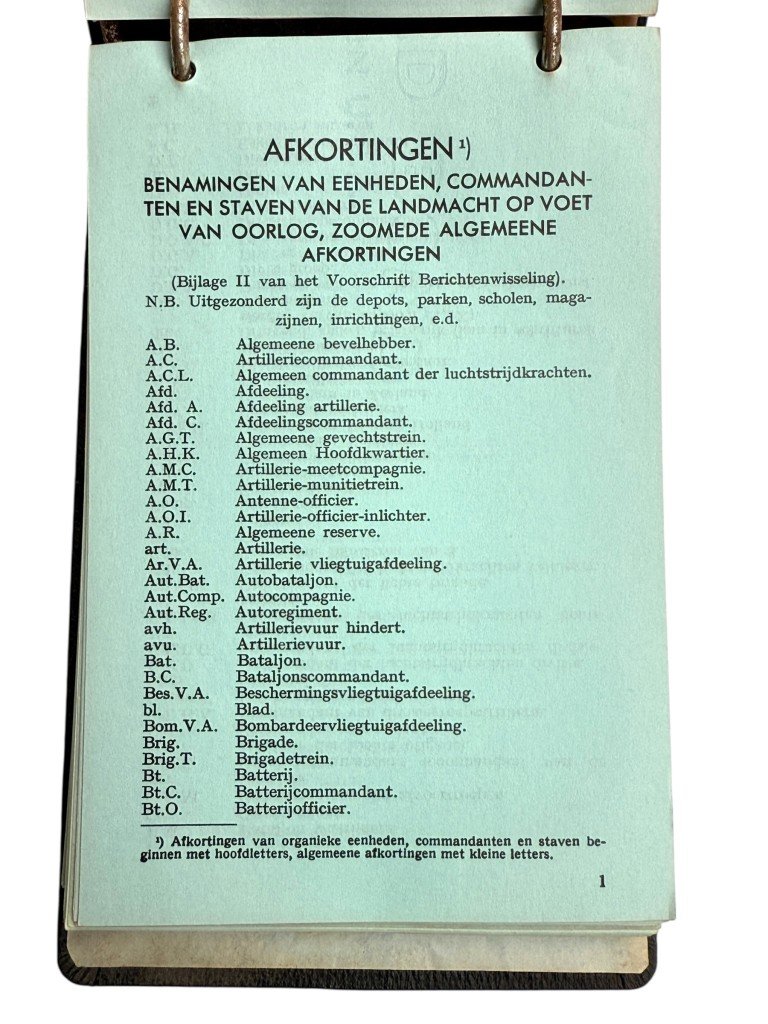 AFKORTINGEN ¹)
BENAMINGEN VAN EENHEDEN, COMMANDAN-
TEN EN STAVEN VAN DE LANDMACHT OP VOET
VAN OORLOG, ZOOMEDE ALGEMEENE
AFKORTINGEN
(Bijlage II van het Voorschrift Berichtenwisseling).
N.B. Uitgezonderd zijn de depots, parken, scholen, maga-
zijnen, inrichtingen, e.d.
A.B. Algemeene bevelhebber.
A.C. Artilleriecommandant.
A.C.L. Algemeen commandant der luchtstrijdkrachten.
Afd. Afdeeling.
Afd. A. Afdeeling artillerie.
Afd. C. Afdeelingscommandant.
A.G.T. Algemeene gevechtstrein.
A.H.K. Algemeen Hoofdkwartier.
A.M.C. Artillerie-meetcompagnie.
A.M.T. Artillerie-munitietrein.
A.O. Antenne-officier.
A.O.I. Artillerie-officier-inlichter.
A.R. Algemeene reserve.
art. Artillerie.
Ar.V.A. Artillerie vliegtuigafdeeling.
Aut.Bat. Autobataljon.
Aut.Comp. Autocompagnie.
Aut.Reg. Autoregiment.
avh. Artillerievuur hindert.
avu. Artillerievuur.
Bat. Bataljon.
B.C. Bataljonscommandant.
Bes.V.A. Beschermingsvliegtuigafdeeling.
bl. Blad.
Bom.V.A. Bombardeervliegtuigafdeeling.
Brig. Brigade.
Brig.T. Brigadetrein.
Bt. Batterij.
Bt.C. Batterijcommandant.
Bt.O. Batterijofficier.
¹) Afkortingen van organieke eenheden, commandanten en staven be-
ginnen met hoofdletters, algemeene afkortingen met kleine letters.
1